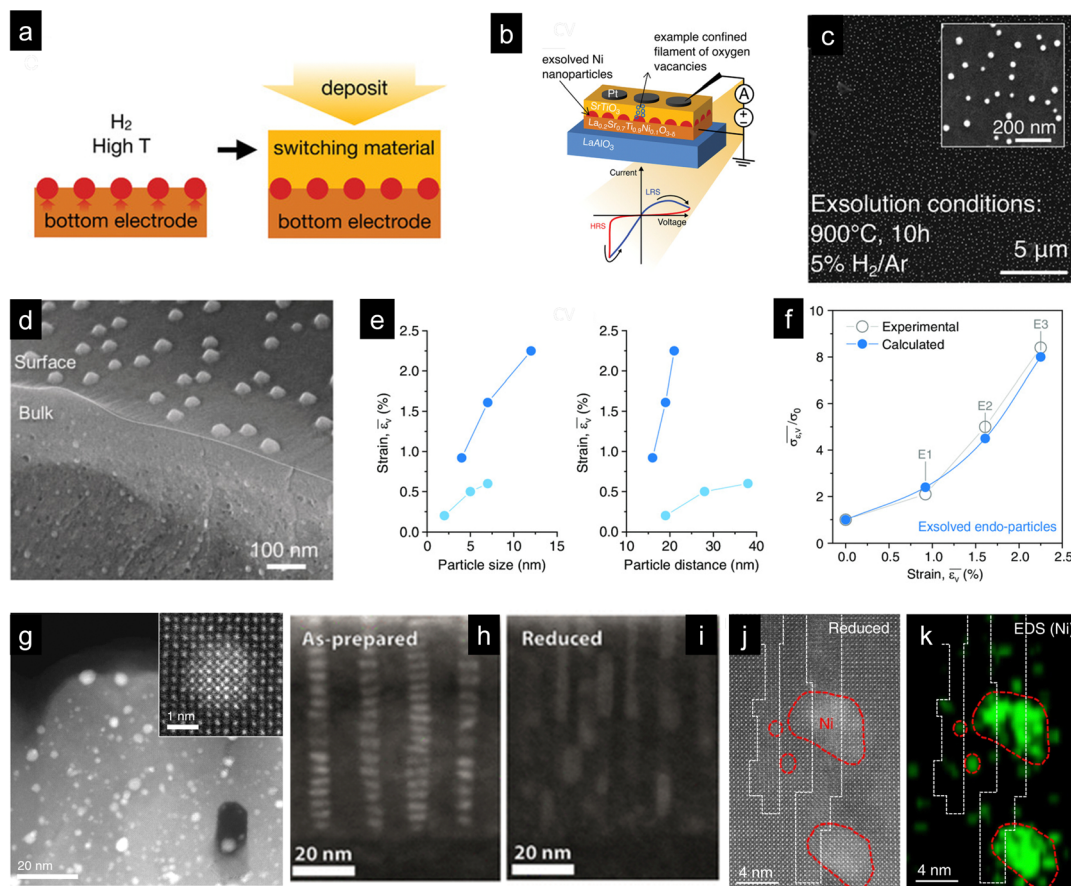 a
H2
High T
deposit
switching material
bottom electrode
bottom electrode
b
exsolved Ni
nanoparticles
example confined
filament of oxygen
vacancies
Pt
SrTiO3
La0.2Sr0.7Ti0.9Ni0.1O3-δ
LaAlO3
A
+
−
Current
LRS
Voltage
HRS
c
200 nm
Exsolution conditions:
900°C, 10h
5% H2/Ar
5 μm
d
Surface
Bulk
100 nm
e
Strain, ε̄v (%)
2.5
2.0
1.5
1.0
0.5
0.0
0 5 10 15
Particle size (nm)
Strain, ε̄v (%)
2.5
2.0
1.5
1.0
0.5
0.0
10 20 30 40
Particle distance (nm)
f
10
8
6
4
2
0
σ̄ε,v/σ0
Experimental
Calculated
E1
E2
E3
Exsolved endo-particles
0.0 0.5 1.0 1.5 2.0 2.5
Strain, ε̄v (%)
g
1 nm
20 nm
As-prepared
h
20 nm
Reduced
i
20 nm
j
Reduced
Ni
4 nm
k
EDS (Ni)
4 nm